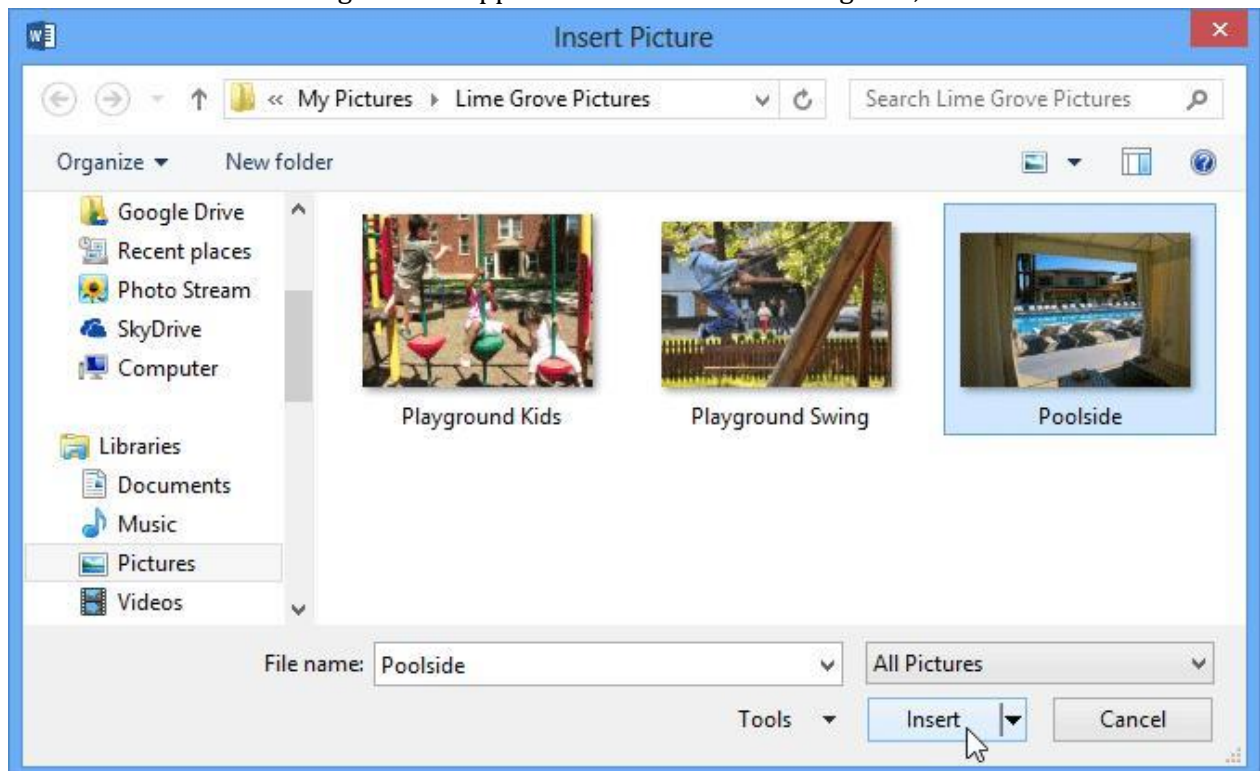 Insert Picture
« My Pictures Lime Grove Pictures
Search Lime Grove Pictures
Organize New folder
Google Drive
Recent places
Photo Stream
SkyDrive
Computer
Libraries
Documents
Music
Pictures
Videos
Playground Kids
Playground Swing
Poolside
File name: Poolside
All Pictures
Tools Insert Cancel